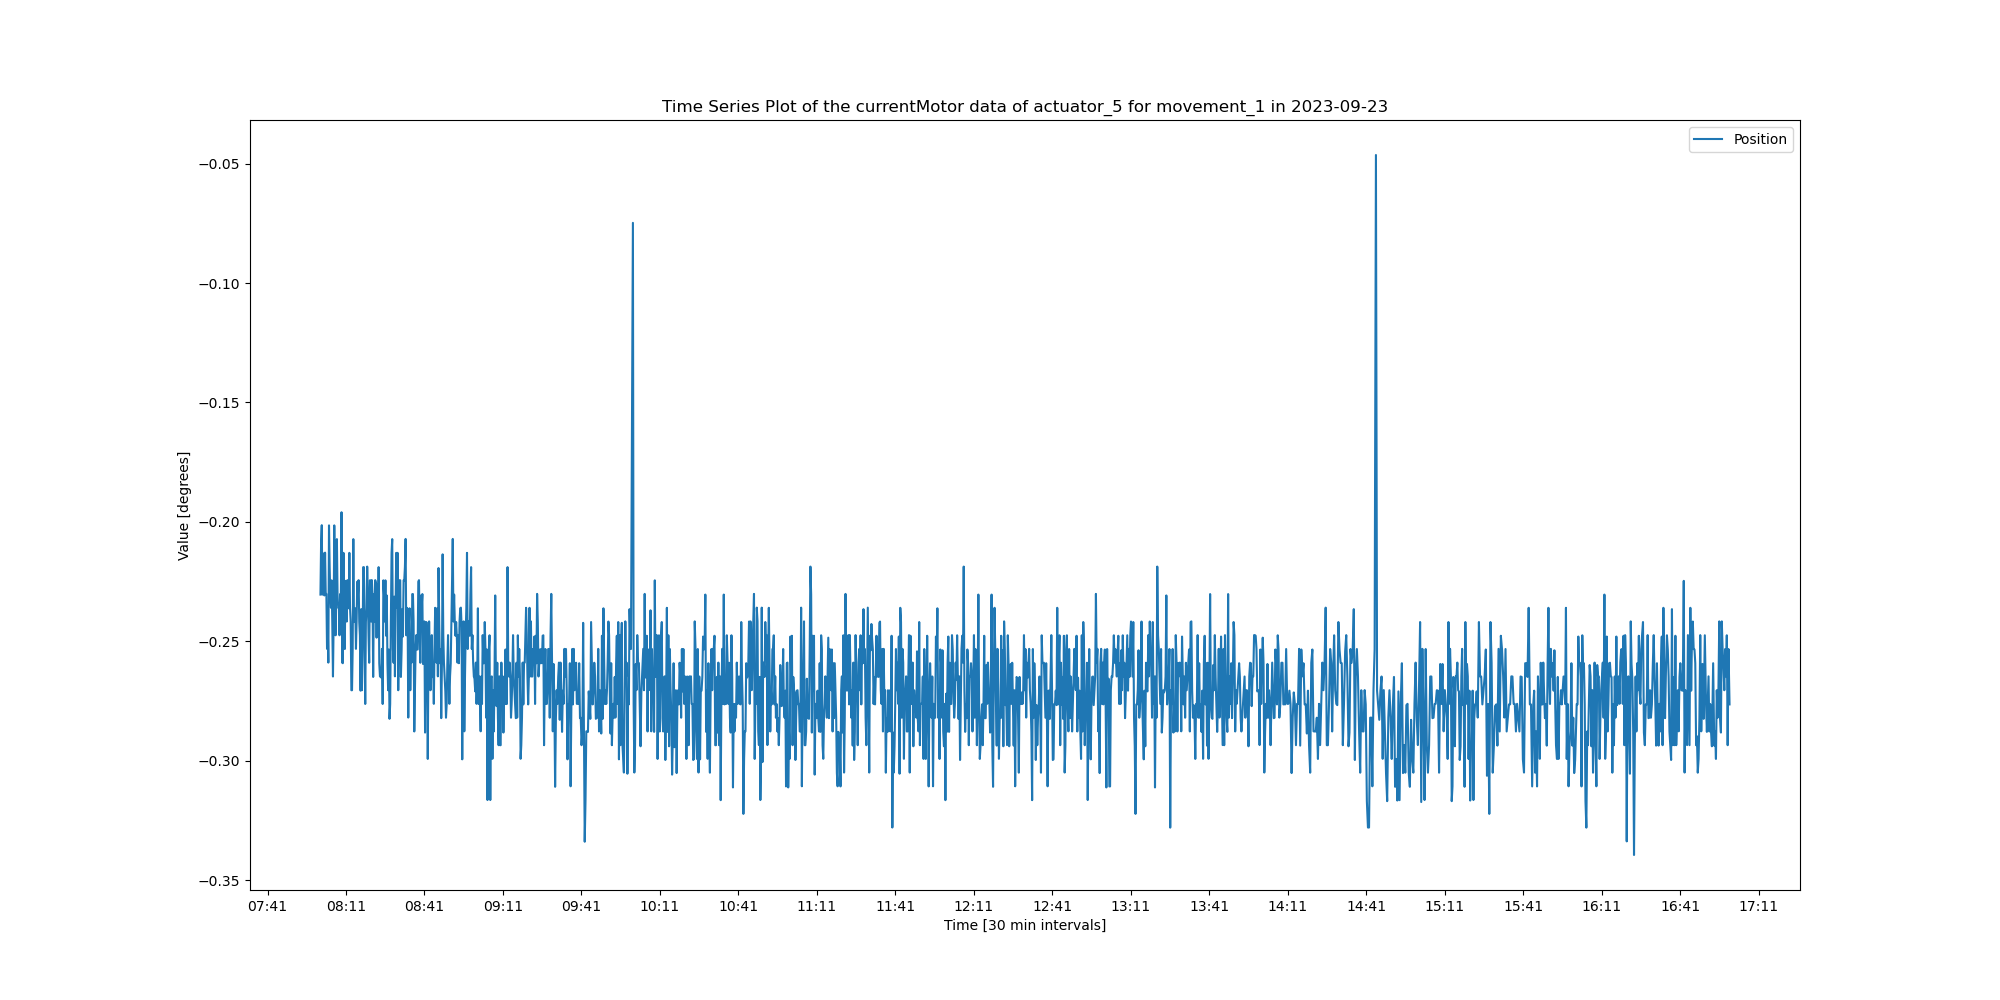 Time Series Plot of the currentMotor data of actuator_5 for movement_1 in 2023-09-23
Position
−0.05
−0.10
−0.15
−0.20
−0.25
−0.30
−0.35
Value [degrees]
07:41 08:11 08:41 09:11 09:41 10:11 10:41 11:11 11:41 12:11 12:41 13:11 13:41 14:11 14:41 15:11 15:41 16:11 16:41 17:11
Time [30 min intervals]